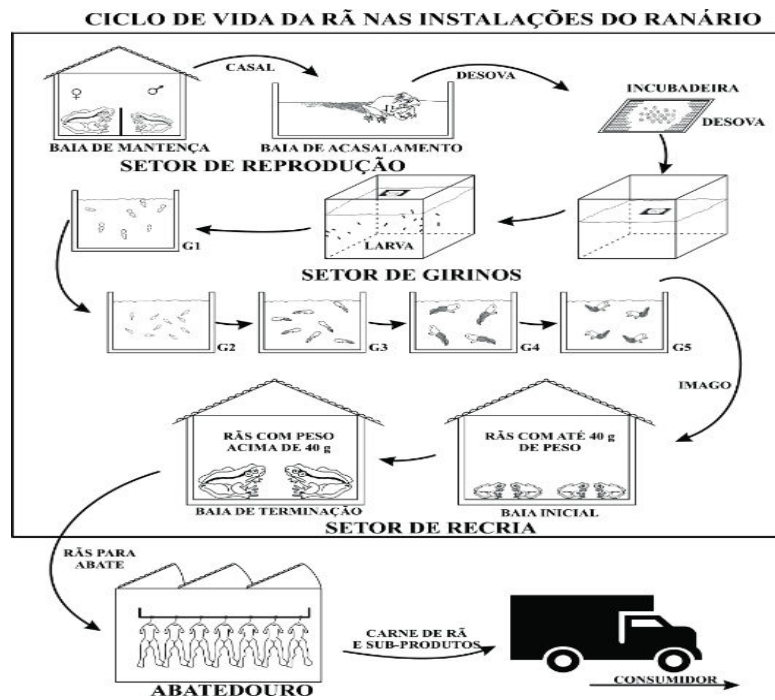 CICLO DE VIDA DA RÃ NAS INSTALAÇÕES DO RANÁRIO
CASAL
DESOVA
♀ ♂
INCUBADEIRA
DESOVA
BAIA DE MANTENÇA
BAIA DE ACASALAMENTO
SETOR DE REPRODUÇÃO
G1
LARVA
SETOR DE GIRINOS
G2
G3
G4
G5
IMAGO
RÃS COM PESO
ACIMA DE 40 g
RÃS COM ATÉ 40 g
DE PESO
BAIA DE TERMINAÇÃO
BAIA INICIAL
SETOR DE RECRIA
RÃS PARA
ABATE
CARNE DE RÃ
E SUB-PRODUTOS
ABATEDOURO
CONSUMIDOR